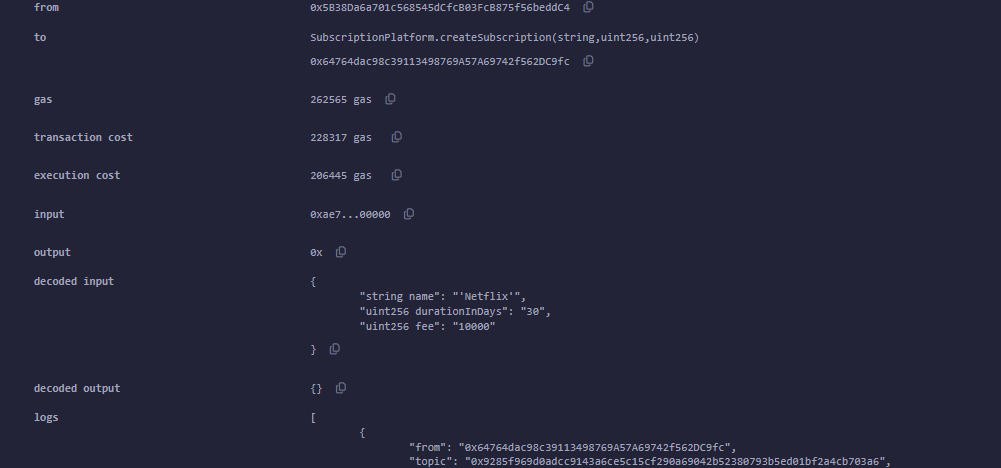 from 0x5B38Da6a701c568545dCfcB03FcB875f56beddC4
to SubscriptionPlatform.createSubscription(string,uint256,uint256)
0x64764dac98c39113498769A57A69742f562DC9fc
gas 262565 gas
transaction cost 228317 gas
execution cost 206445 gas
input 0xae7...00000
output 0x
decoded input {
"string name": "'Netflix'",
"uint256 durationInDays": "30",
"uint256 fee": "10000"
}
decoded output {}
logs [
{
"from": "0x64764dac98c39113498769A57A69742f562DC9fc",
"topic": "0x9285f969d0adcc9143a6ce5c15cf290a69042b52380793b5ed01bf2a4cb703a6",